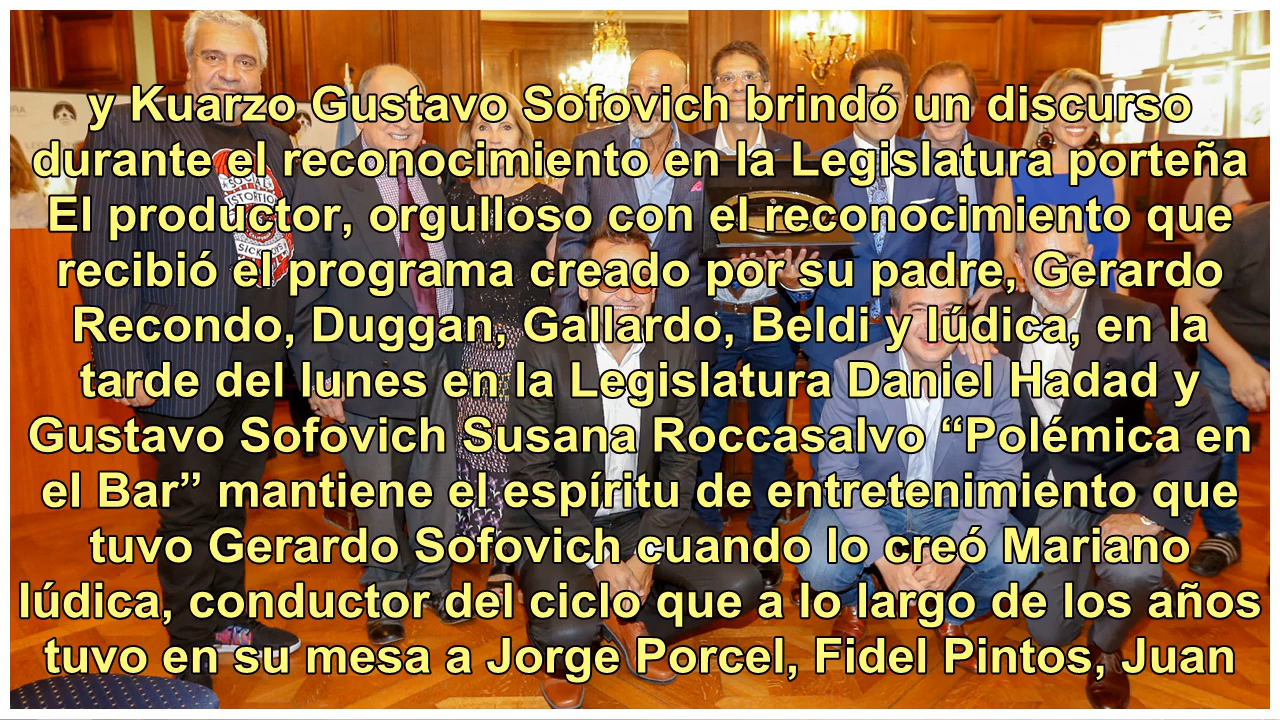 y Kuarzo Gustavo Sofovich brindó un discurso
durante el reconocimiento en la Legislatura porteña
El productor, orgulloso con el reconocimiento que
recibió el programa creado por su padre, Gerardo
Recondo, Duggan, Gallardo, Beldi y Iúdica, en la
tarde del lunes en la Legislatura Daniel Hadad y
Gustavo Sofovich Susana Roccasalvo “Polémica en
el Bar” mantiene el espíritu de entretenimiento que
tuvo Gerardo Sofovich cuando lo creó Mariano
Iúdica, conductor del ciclo que a lo largo de los años
tuvo en su mesa a Jorge Porcel, Fidel Pintos, Juan